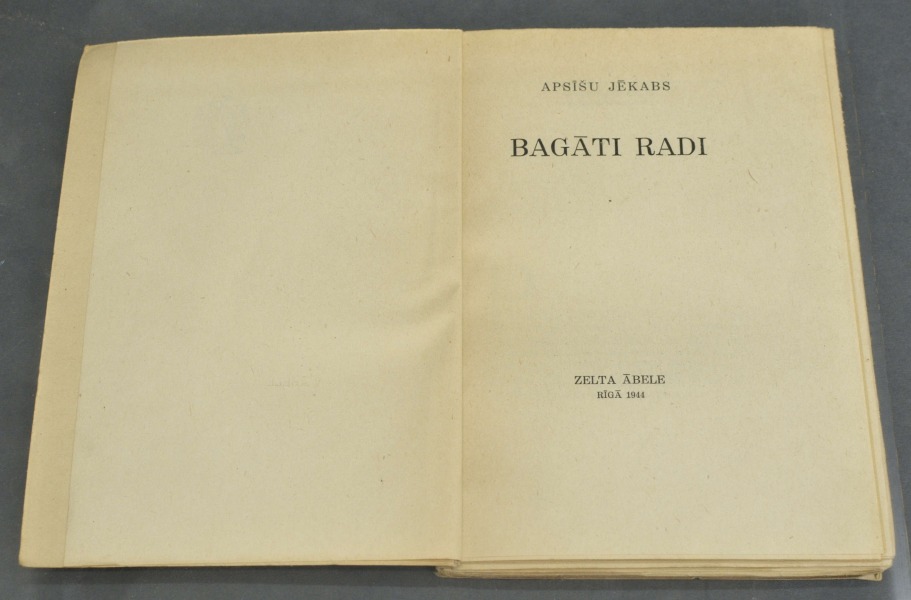 APSĪŠU JĒKABS
BAGĀTI RADI
ZELTA ĀBELE
RĪGĀ 1944